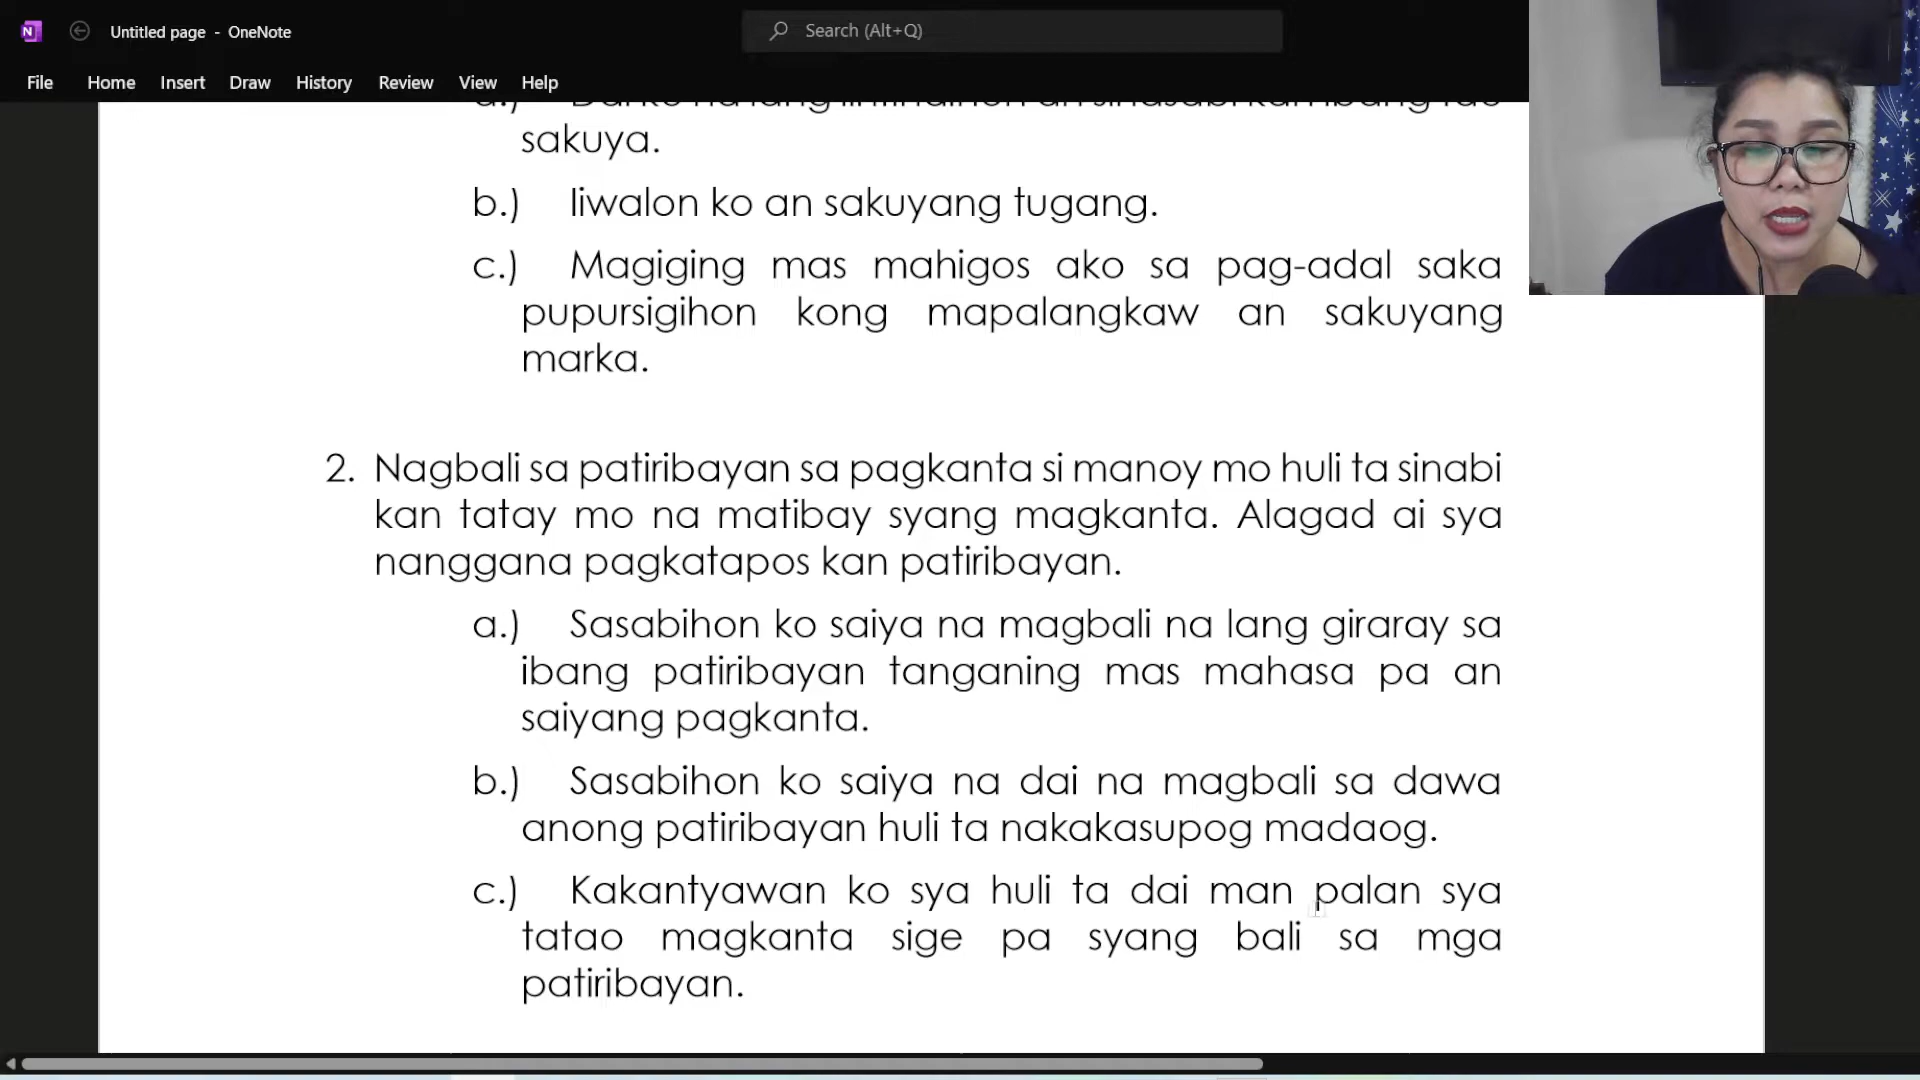 Untitled page - OneNote
Search (Alt+Q)
File Home Insert Draw History Review View Help
sakuya.
b.) Iiwalon ko an sakuyang tugang.
c.) Magiging mas mahigos ako sa pag-adal saka
pupursigihon kong mapalangkaw an sakuyang
marka.
2. Nagbali sa patiribayan sa pagkanta si manoy mo huli ta sinabi
kan tatay mo na matibay syang magkanta. Alagad ai sya
nanggana pagkatapos kan patiribayan.
a.) Sasabihon ko saiya na magbali na lang giraray sa
ibang patiribayan tanganing mas mahasa pa an
saiyang pagkanta.
b.) Sasabihon ko saiya na dai na magbali sa dawa
anong patiribayan huli ta nakakasupog madaog.
c.) Kakantyawan ko sya huli ta dai man palan sya
tatao magkanta sige pa syang bali sa mga
patiribayan.